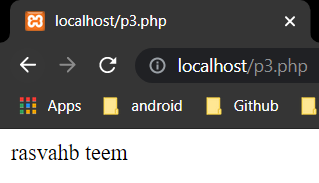 localhost/p3.php
localhost/p3.php
Apps android Github
rasvahb teem